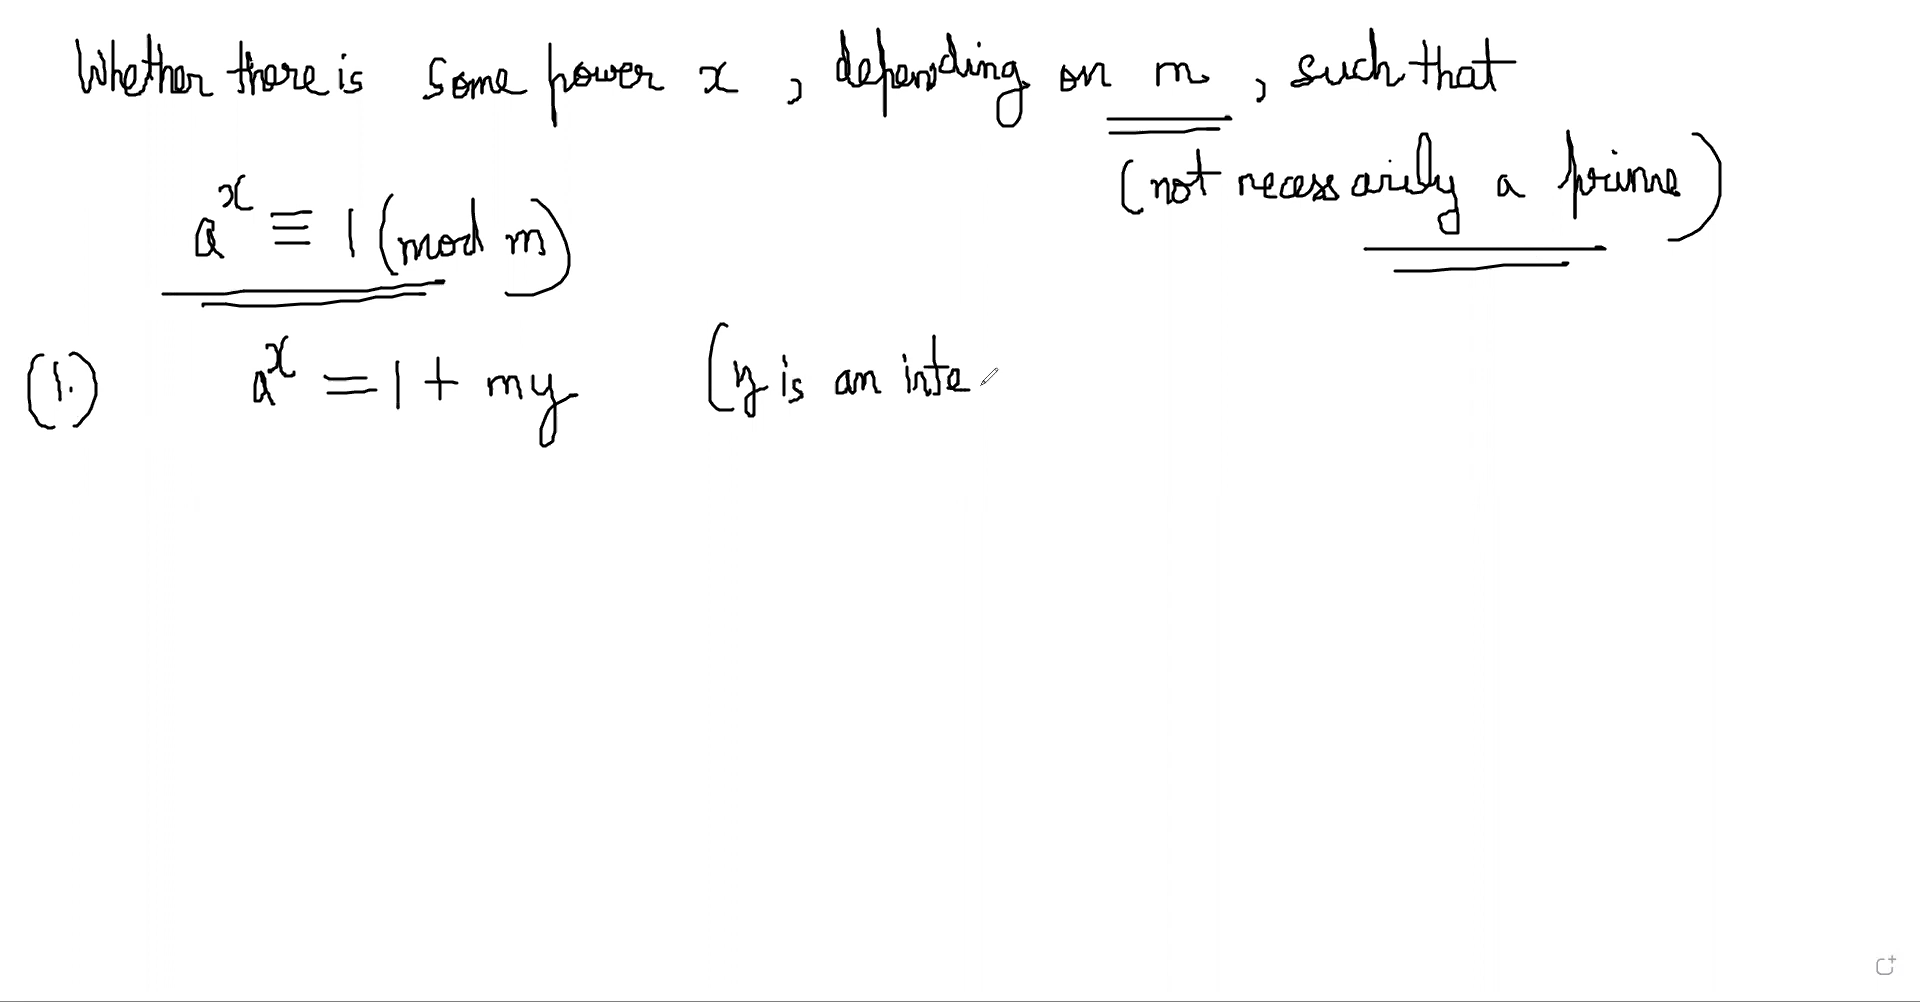 Whether there is some power x, depending on m, such that
(not necessarily a prime)
a^x ≡ 1 (mod m)
(1.) a^x = 1 + my (y is an inte